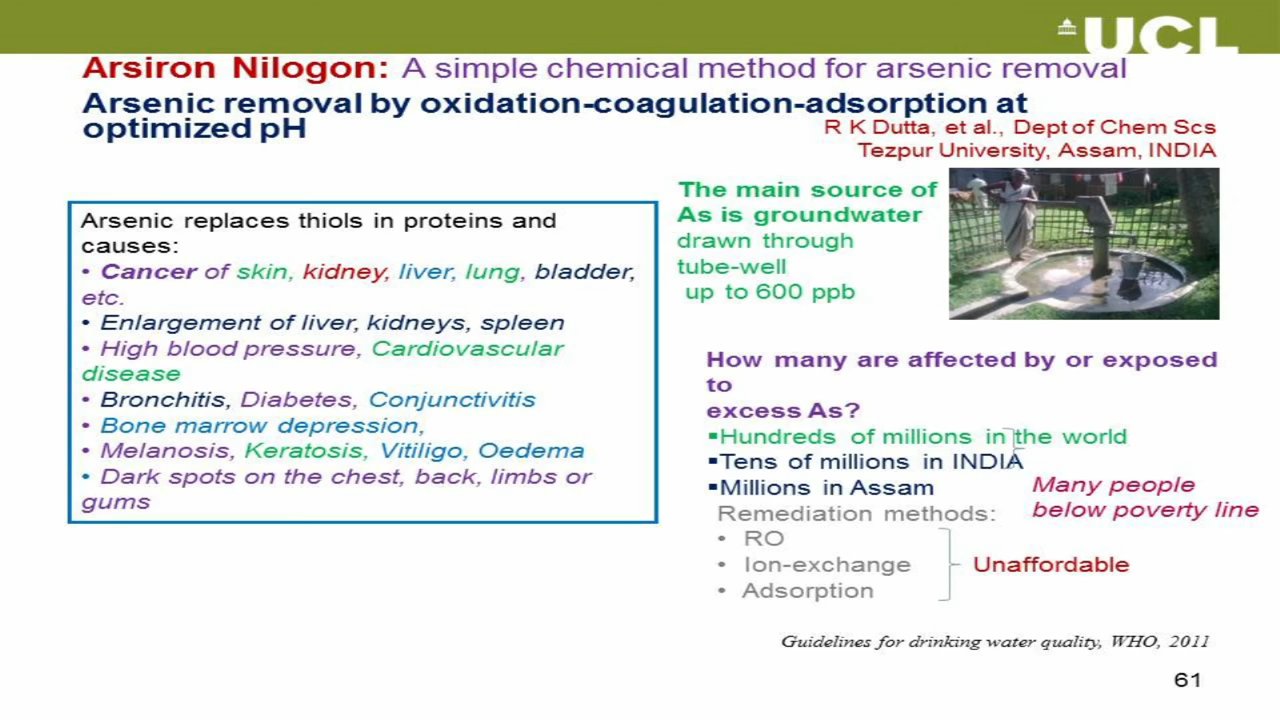 UCL
Arsiron Nilogon: A simple chemical method for arsenic removal
Arsenic removal by oxidation-coagulation-adsorption at
optimized pH
R K Dutta, et al., Dept of Chem Scs
Tezpur University, Assam, INDIA
Arsenic replaces thiols in proteins and
causes:
• Cancer of skin, kidney, liver, lung, bladder,
etc.
• Enlargement of liver, kidneys, spleen
• High blood pressure, Cardiovascular
disease
• Bronchitis, Diabetes, Conjunctivitis
• Bone marrow depression,
• Melanosis, Keratosis, Vitiligo, Oedema
• Dark spots on the chest, back, limbs or
gums
The main source of
As is groundwater
drawn through
tube-well
up to 600 ppb
How many are affected by or exposed
to
excess As?
▪Hundreds of millions in the world
▪Tens of millions in INDIA
▪Millions in Assam
Many people
below poverty line
Remediation methods:
• RO
• Ion-exchange
• Adsorption
Unaffordable
Guidelines for drinking water quality, WHO, 2011
61